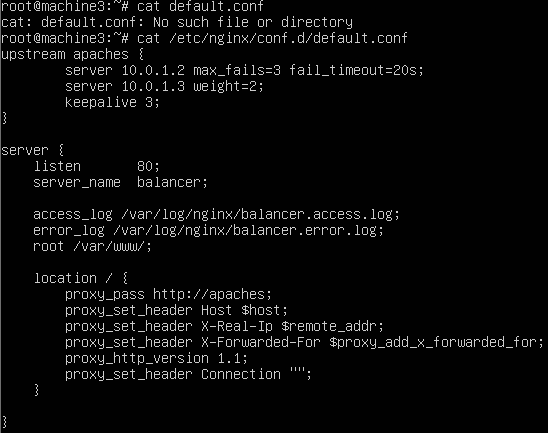 root@machine3:~# cat default.conf
cat: default.conf: No such file or directory
root@machine3:~# cat /etc/nginx/conf.d/default.conf
upstream apaches {
        server 10.0.1.2 max_fails=3 fail_timeout=20s;
        server 10.0.1.3 weight=2;
        keepalive 3;
}

server {
    listen       80;
    server_name  balancer;

    access_log /var/log/nginx/balancer.access.log;
    error_log /var/log/nginx/balancer.error.log;
    root /var/www/;

    location / {
        proxy_pass http://apaches;
        proxy_set_header Host $host;
        proxy_set_header X-Real-Ip $remote_addr;
        proxy_set_header X-Forwarded-For $proxy_add_x_forwarded_for;
        proxy_http_version 1.1;
        proxy_set_header Connection "";
    }

}